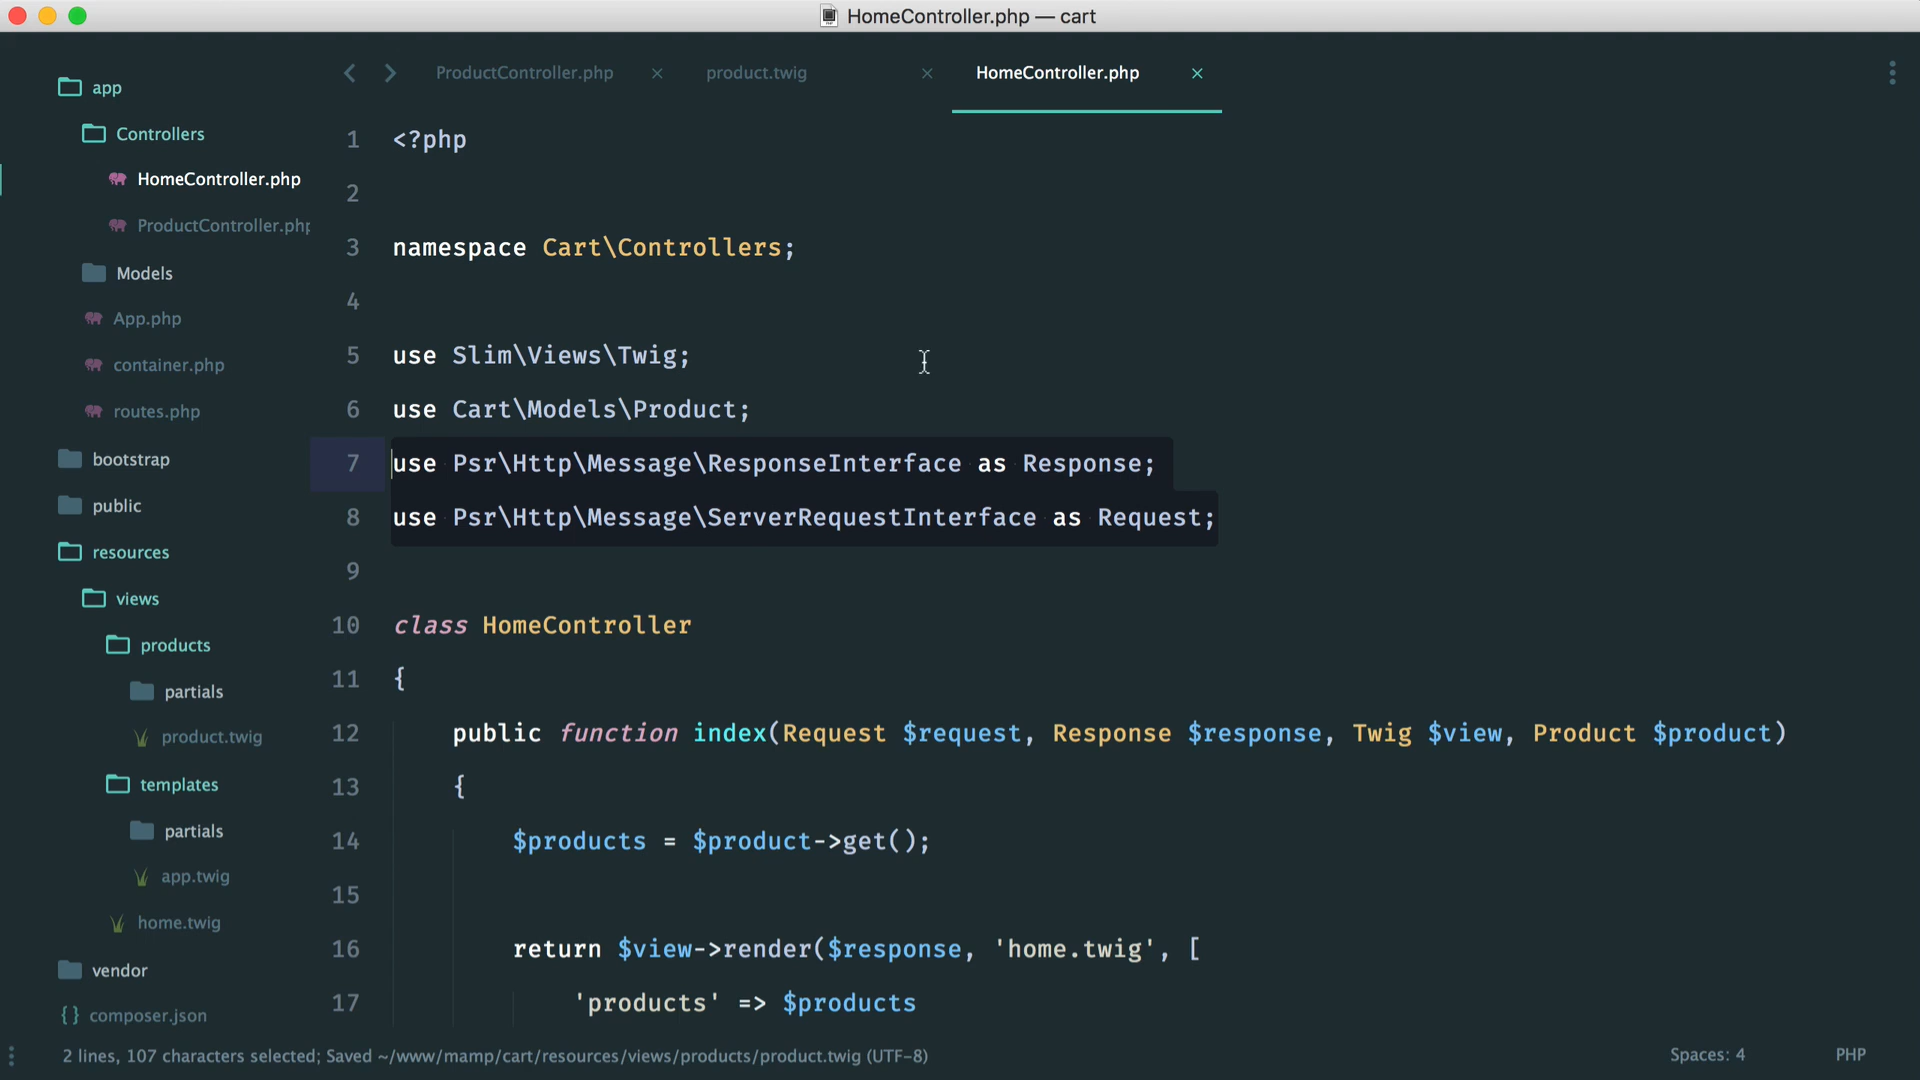 HomeController.php — cart
app
Controllers
HomeController.php
ProductController.php
Models
App.php
container.php
routes.php
bootstrap
public
resources
views
products
partials
product.twig
templates
partials
app.twig
home.twig
vendor
{} composer.json
ProductController.php × product.twig × HomeController.php ×
1 <?php
2
3 namespace Cart\Controllers;
4
5 use Slim\Views\Twig;
6 use Cart\Models\Product;
7 use Psr\Http\Message\ResponseInterface as Response;
8 use Psr\Http\Message\ServerRequestInterface as Request;
9
10 class HomeController
11 {
12 public function index(Request $request, Response $response, Twig $view, Product $product)
13 {
14 $products = $product->get();
15
16 return $view->render($response, 'home.twig', [
17 'products' => $products
2 lines, 107 characters selected; Saved ~/www/mamp/cart/resources/views/products/product.twig (UTF-8) Spaces: 4 PHP